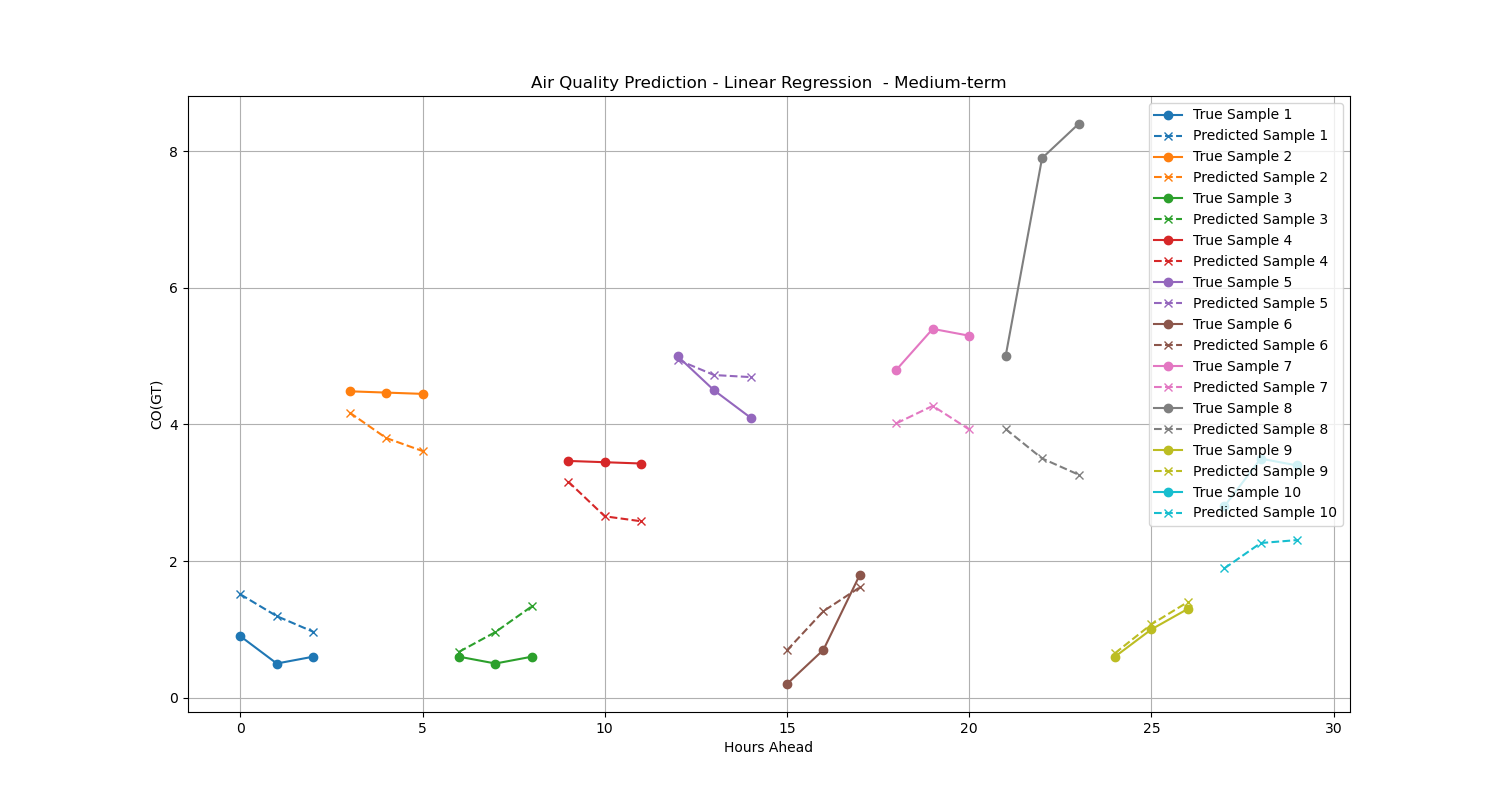 Air Quality Prediction - Linear Regression  - Medium-term
CO(GT)
8
6
4
2
0
0 5 10 15 20 25 30
Hours Ahead
True Sample 1
Predicted Sample 1
True Sample 2
Predicted Sample 2
True Sample 3
Predicted Sample 3
True Sample 4
Predicted Sample 4
True Sample 5
Predicted Sample 5
True Sample 6
Predicted Sample 6
True Sample 7
Predicted Sample 7
True Sample 8
Predicted Sample 8
True Sample 9
Predicted Sample 9
True Sample 10
Predicted Sample 10